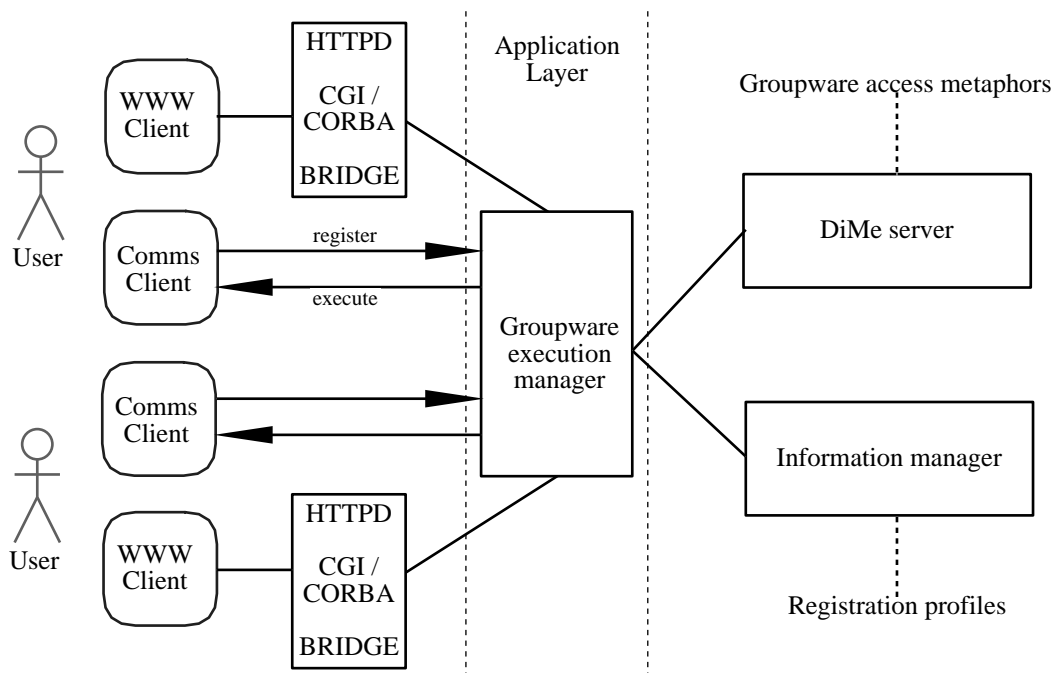 HTTPD
CGI /
CORBA
BRIDGE
Application
Layer
Groupware access metaphors
WWW
Client
User
Comms
Client
register
execute
DiMe server
Groupware
execution
manager
Comms
Client
User
WWW
Client
HTTPD
CGI /
CORBA
BRIDGE
Information manager
Registration profiles